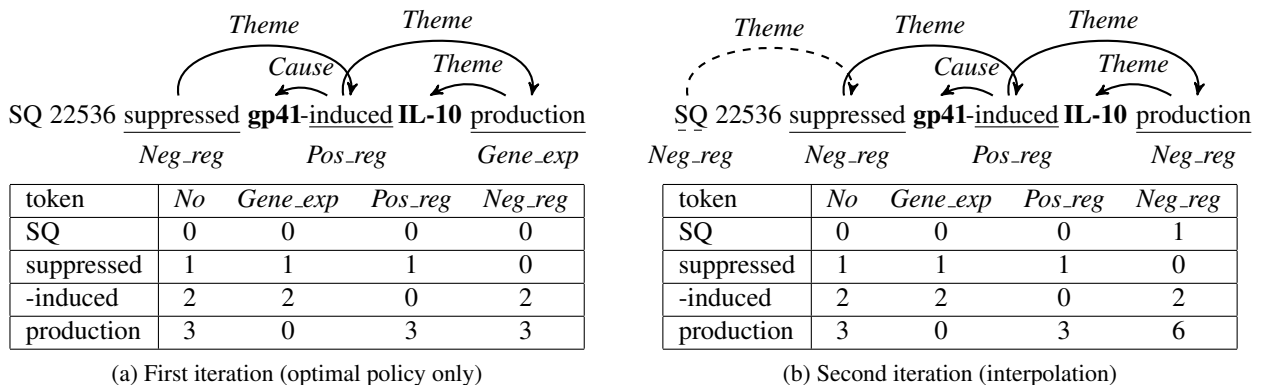 Theme Theme
Cause Theme
SQ 22536 suppressed gp41-induced IL-10 production
Neg_reg Pos_reg Gene_exp
token No Gene_exp Pos_reg Neg_reg
SQ 0 0 0 0
suppressed 1 1 1 0
-induced 2 2 0 2
production 3 0 3 3
(a) First iteration (optimal policy only)
Theme Theme Theme
Cause Theme
SQ 22536 suppressed gp41-induced IL-10 production
Neg_reg Neg_reg Pos_reg Neg_reg
token No Gene_exp Pos_reg Neg_reg
SQ 0 0 0 1
suppressed 1 1 1 0
-induced 2 2 0 2
production 3 0 3 6
(b) Second iteration (interpolation)